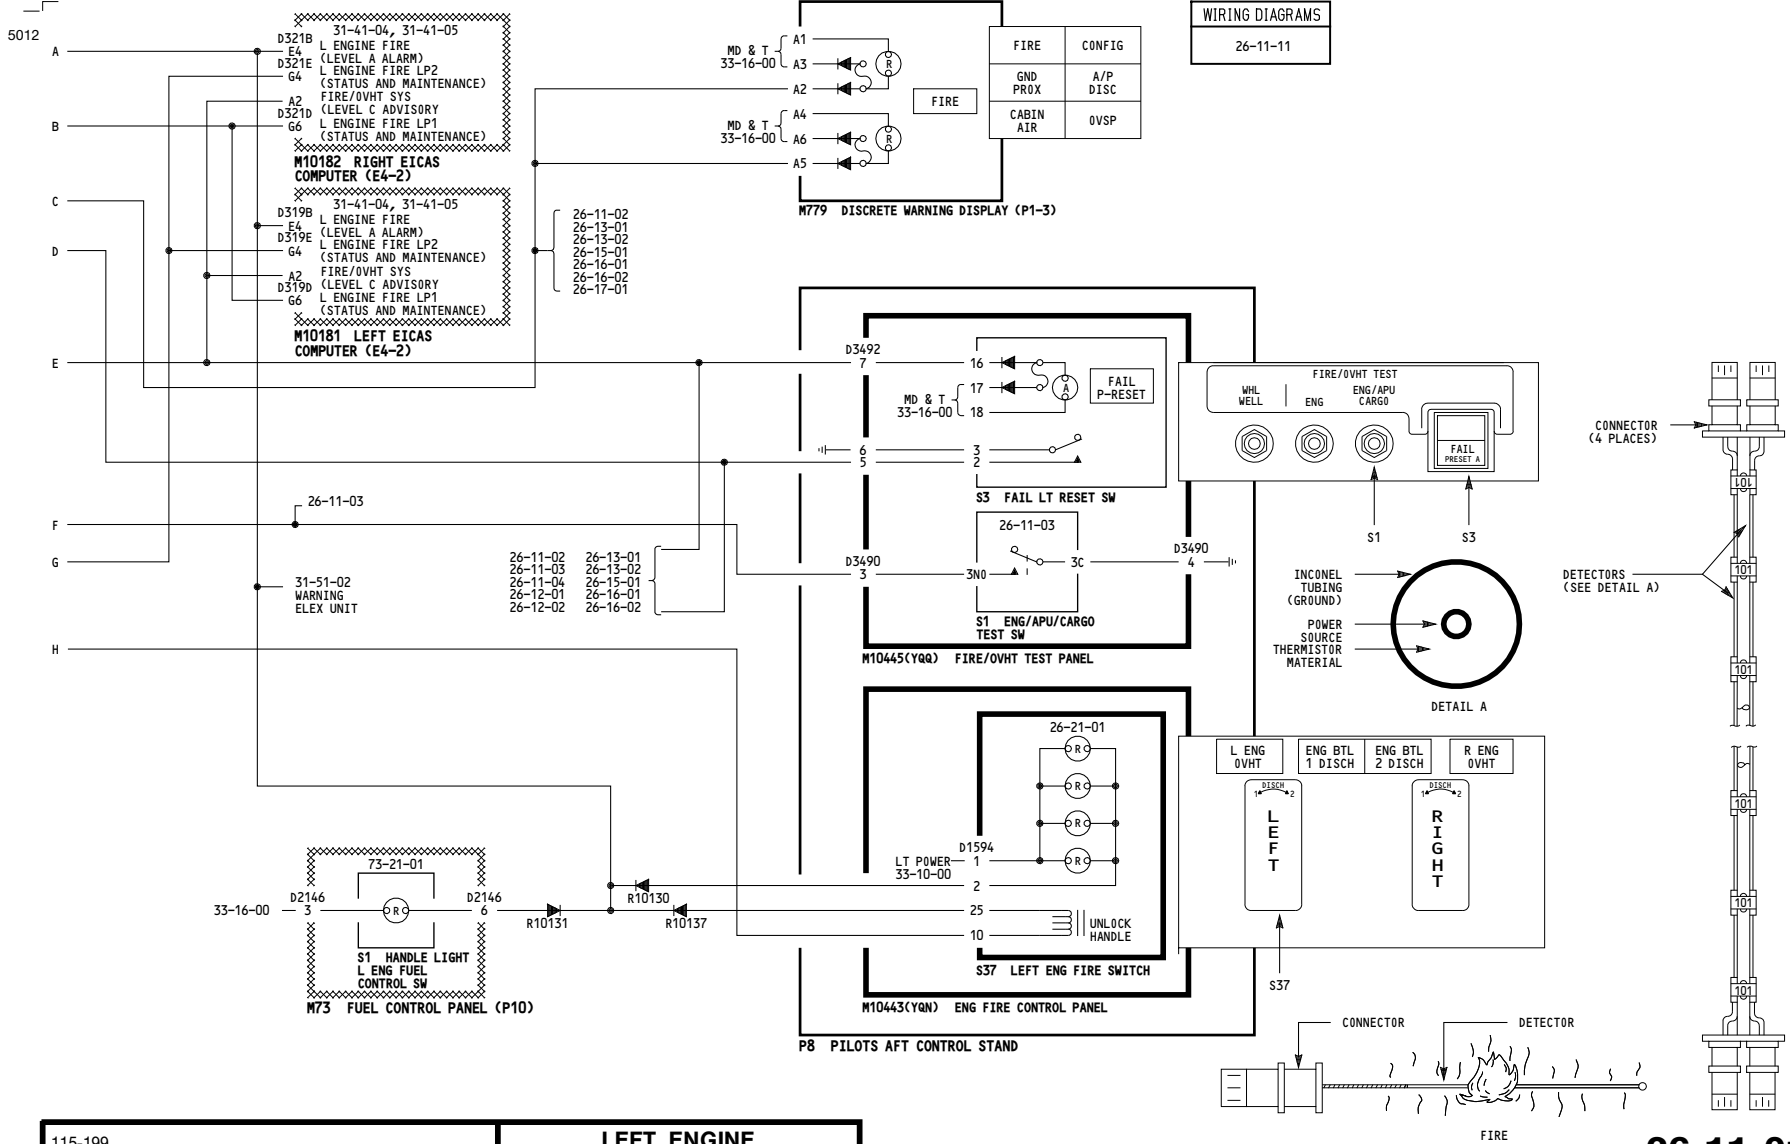 5012
A
B
C
D
E
F
G
H
31-41-04, 31-41-05
D321B
E4
L ENGINE FIRE
(LEVEL A ALARM)
D321E
G4
L ENGINE FIRE LP2
(STATUS AND MAINTENANCE)
A2
FIRE/OVHT SYS
(LEVEL C ADVISORY
D321D
G6
L ENGINE FIRE LP1
(STATUS AND MAINTENANCE)
M10182 RIGHT EICAS
COMPUTER (E4-2)
31-41-04, 31-41-05
D319B
E4
L ENGINE FIRE
(LEVEL A ALARM)
D319E
G4
L ENGINE FIRE LP2
(STATUS AND MAINTENANCE)
A2
FIRE/OVHT SYS
(LEVEL C ADVISORY
D319D
G6
L ENGINE FIRE LP1
(STATUS AND MAINTENANCE)
M10181 LEFT EICAS
COMPUTER (E4-2)
MD & T
33-16-00
A1
A3
A2
R
MD & T
33-16-00
A4
A6
A5
R
FIRE
M779 DISCRETE WARNING DISPLAY (P1-3)
FIRE CONFIG
GND PROX A/P DISC
CABIN AIR OVSP
WIRING DIAGRAMS
26-11-11
26-11-02
26-13-01
26-13-02
26-15-01
26-16-01
26-16-02
26-17-01
D3492
7
16
17
MD & T
33-16-00
18
A
FAIL
P-RESET
6
5
3
2
S3 FAIL LT RESET SW
26-11-03
26-11-03
D3490
3
3NO
3C
D3490
4
S1 ENG/APU/CARGO
TEST SW
M10445(YQQ) FIRE/OVHT TEST PANEL
26-11-02 26-13-01
26-11-03 26-13-02
26-11-04 26-15-01
26-12-01 26-16-01
26-12-02 26-16-02
31-51-02
WARNING
ELEX UNIT
FIRE/OVHT TEST
WHL
WELL
ENG
ENG/APU
CARGO
FAIL
PRESET A
S1
S3
INCONEL
TUBING
(GROUND)
POWER
SOURCE
THERMISTOR
MATERIAL
DETAIL A
CONNECTOR
(4 PLACES)
DETECTORS
(SEE DETAIL A)
101
101
101
101
101
101
26-21-01
R
R
R
R
D1594
LT POWER
33-10-00
1
2
25
10
UNLOCK
HANDLE
S37 LEFT ENG FIRE SWITCH
M10443(YQN) ENG FIRE CONTROL PANEL
P8 PILOTS AFT CONTROL STAND
73-21-01
33-16-00
D2146
3
R
D2146
6
R10131
R10130
R10137
S1 HANDLE LIGHT
L ENG FUEL
CONTROL SW
M73 FUEL CONTROL PANEL (P10)
L ENG
OVHT
ENG BTL
1 DISCH
ENG BTL
2 DISCH
R ENG
OVHT
DISCH
1 2
LEFT
DISCH
1 2
RIGHT
S37
CONNECTOR
DETECTOR
FIRE
115-199
LEFT ENGINE